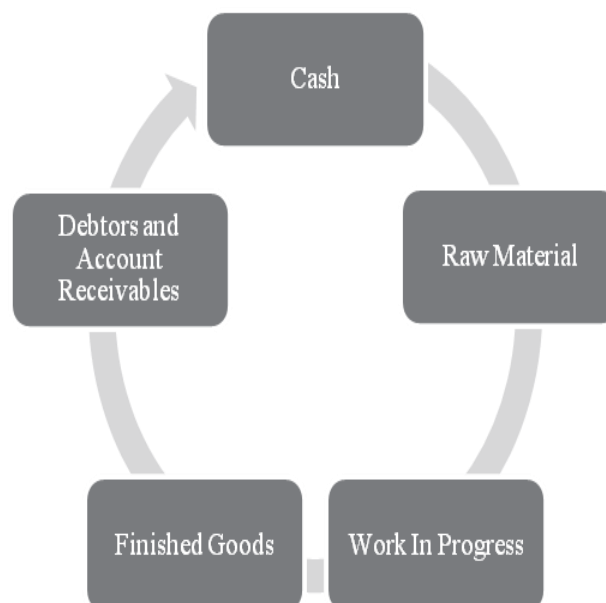 Cash
Raw Material
Work In Progress
Finished Goods
Debtors and
Account
Receivables